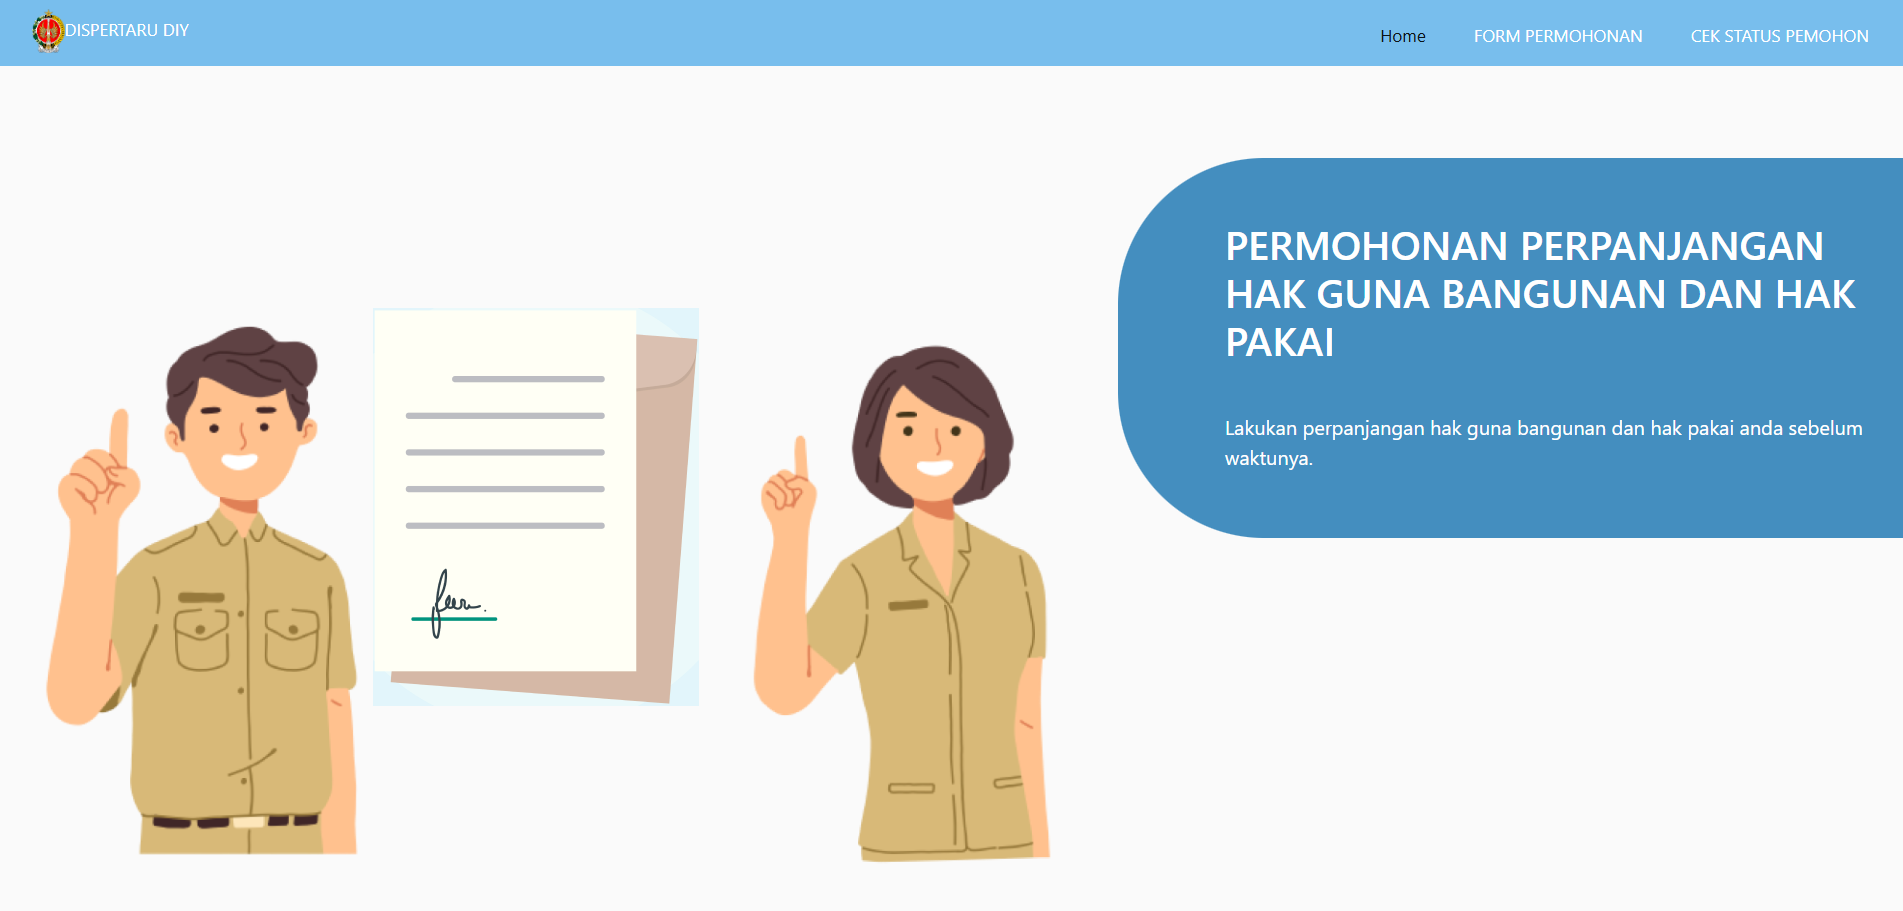 DISPERTARU DIY
Home
FORM PERMOHONAN
CEK STATUS PEMOHON
PERMOHONAN PERPANJANGAN
HAK GUNA BANGUNAN DAN HAK
PAKAI
Lakukan perpanjangan hak guna bangunan dan hak pakai anda sebelum
waktunya.